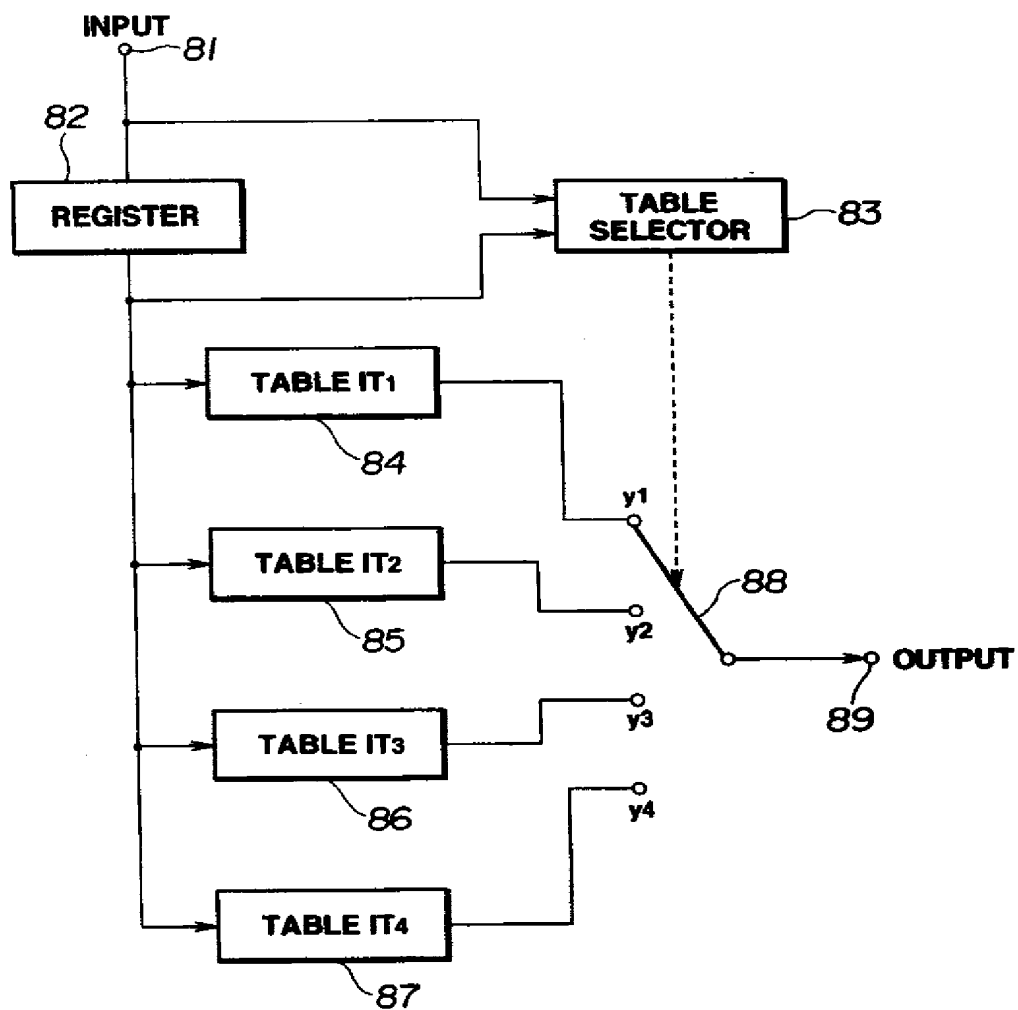 INPUT
81
82
REGISTER
TABLE
SELECTOR
83
TABLE IT1
84
y1
TABLE IT2
85
y2
88
OUTPUT
89
TABLE IT3
86
y3
y4
TABLE IT4
87